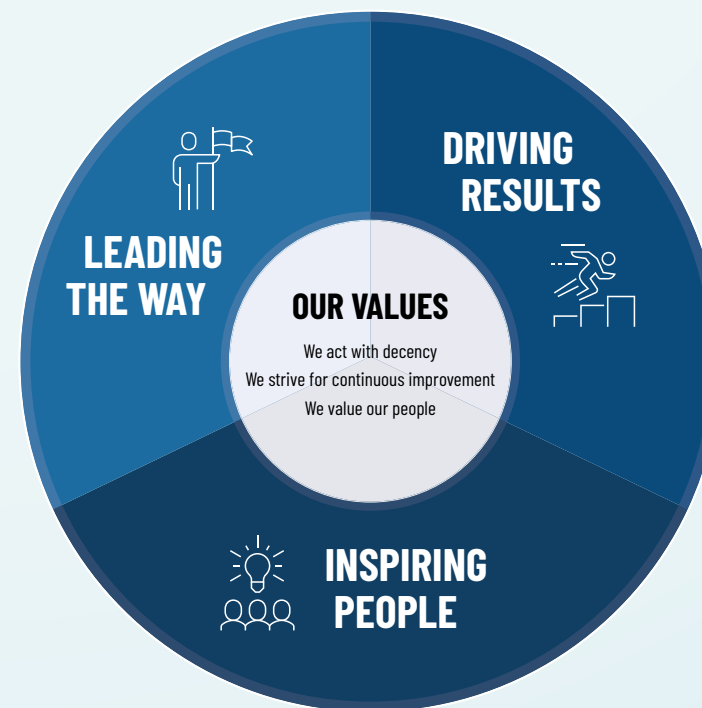 DRIVING
RESULTS
LEADING
THE WAY
OUR VALUES
We act with decency
We strive for continuous improvement
We value our people
INSPIRING
PEOPLE